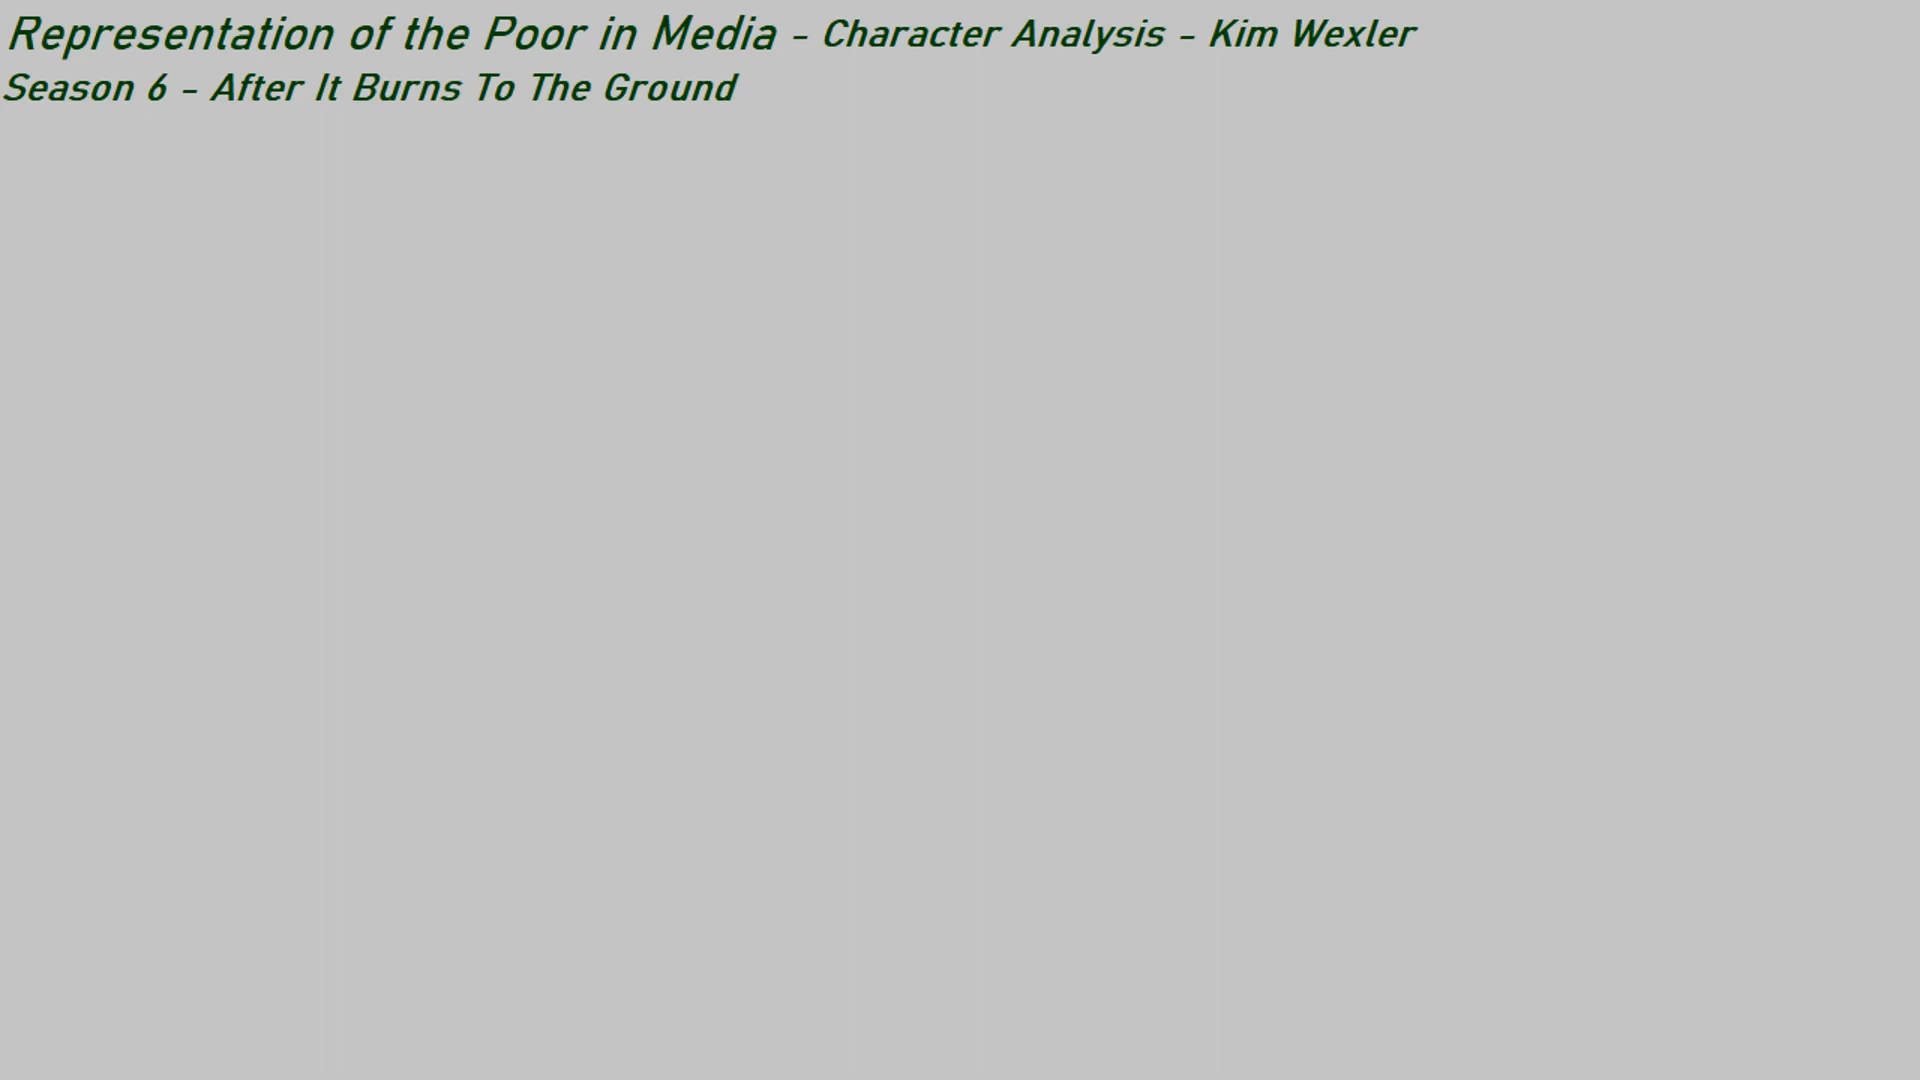 Representation of the Poor in Media - Character Analysis - Kim Wexler
Season 6 - After It Burns To The Ground